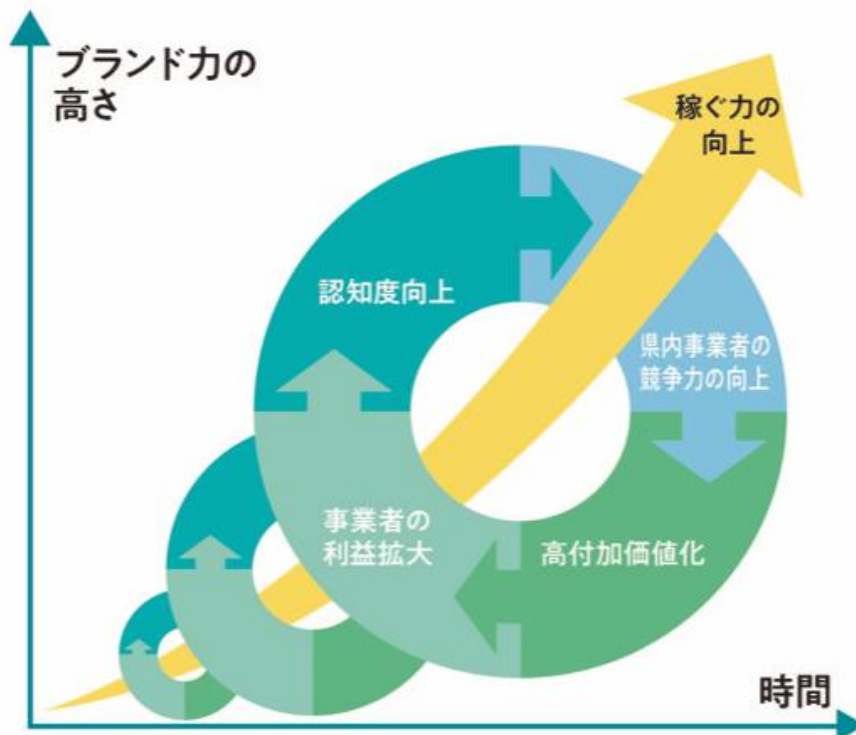 ブランド力の
高さ
稼ぐ力の
向上
認知度向上
県内事業者の
競争力の向上
事業者の
利益拡大
高付加価値化
時間